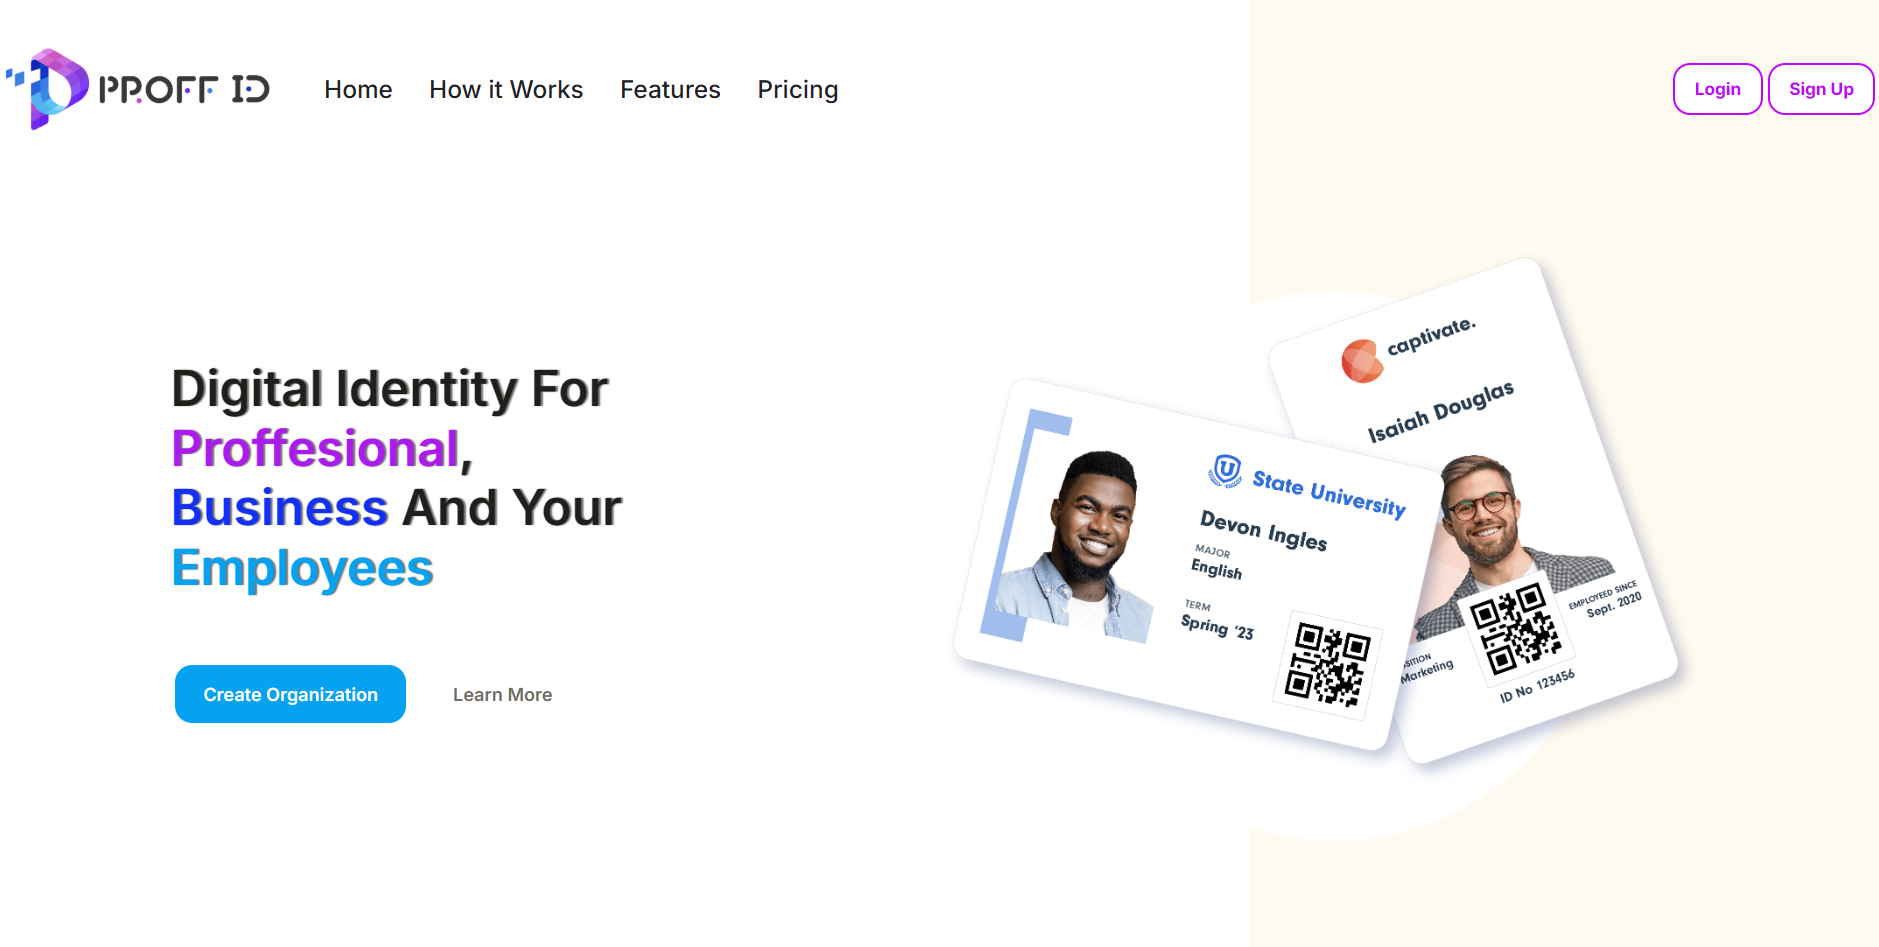 PROFF ID
Home
How it Works
Features
Pricing
Login
Sign Up
Digital Identity For
Proffesional,
Business And Your
Employees
Create Organization
Learn More
captivate.
Isaiah Douglas
EMPLOYEED SINCE
Sept. 2020
Marketing
ID No 123456
State University
Devon Ingles
MAJOR
English
TERM
Spring '23